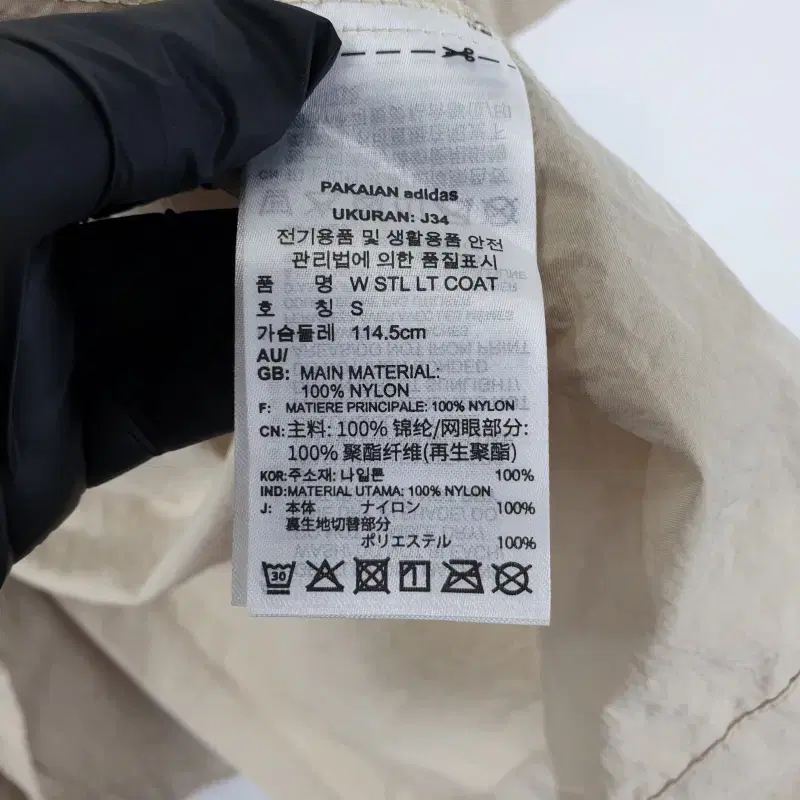 PAKAIAN adidas
UKURAN: J34
전기용품 및 생활용품 안전
관리법에 의한 품질표시
품 명 W STL LT COAT
호 칭 S
가슴둘레 114.5cm
AU/
GB: MAIN MATERIAL:
100% NYLON
F: MATIERE PRINCIPALE: 100% NYLON
CN: 主料: 100% 锦纶/网眼部分:
100% 聚酯纤维(再生聚酯)
KOR: 주소재: 나일론 100%
IND: MATERIAL UTAMA: 100% NYLON
J: 本体 ナイロン 100%
裏生地切替部分
ポリエステル 100%
30 1